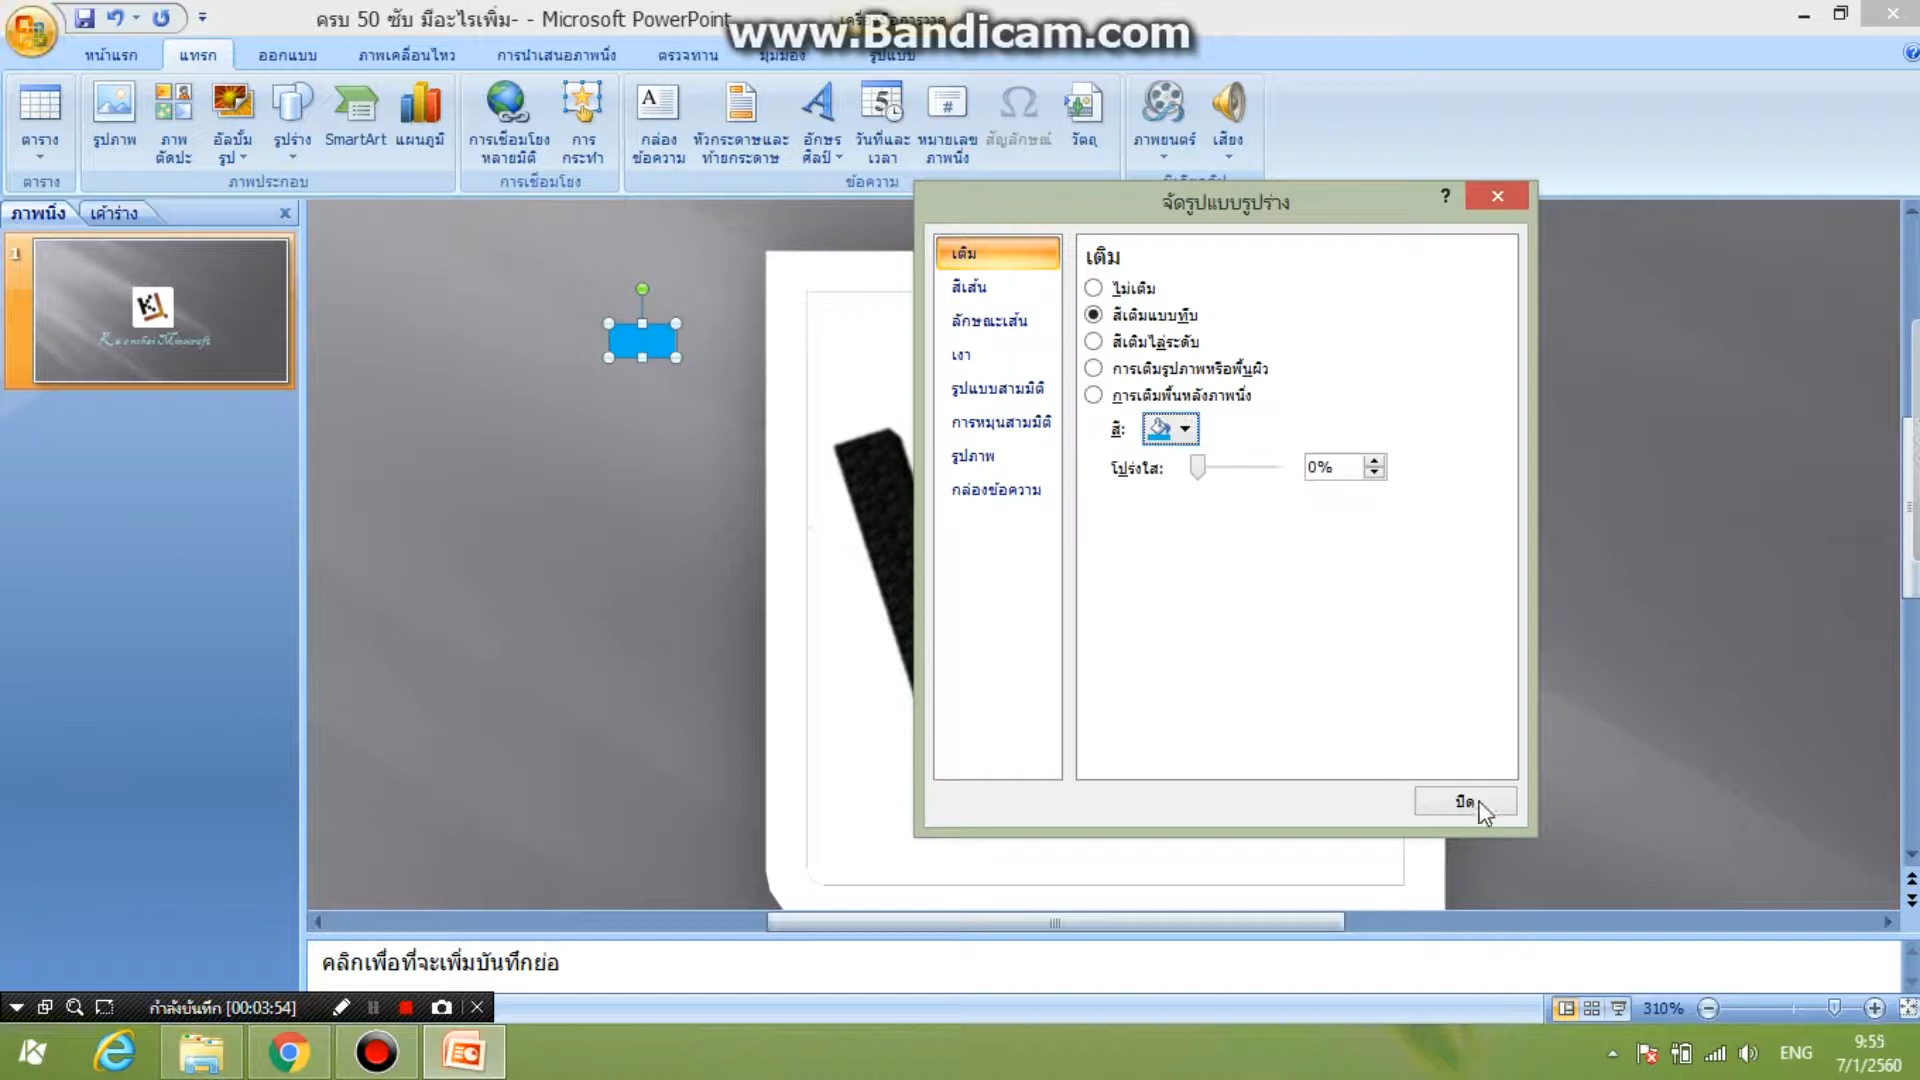 ครบ 50 ซับ มีอะไรเพิ่ม- - Microsoft PowerPoint
www.Bandicam.com
หน้าแรก แทรก ออกแบบ ภาพเคลื่อนไหว การนำเสนอภาพนิ่ง ตรวจทาน มุมมอง รูปแบบ
ตาราง รูปภาพ ภาพตัดปะ อัลบั้มรูป รูปร่าง SmartArt แผนภูมิ การเชื่อมโยงหลายมิติ การกระทำ กล่องข้อความ หัวกระดาษและท้ายกระดาษ อักษรศิลป์ วันที่และเวลา หมายเลขภาพนิ่ง สัญลักษณ์ วัตถุ ภาพยนตร์ เสียง
ตาราง ภาพประกอบ การเชื่อมโยง ข้อความ
ภาพนิ่ง เค้าร่าง
1
จัดรูปแบบรูปร่าง
เติม
สีเส้น
ลักษณะเส้น
เงา
รูปแบบสามมิติ
การหมุนสามมิติ
รูปภาพ
กล่องข้อความ
เติม
ไม่เติม
สีเติมแบบทึบ
สีเติมไล่ระดับ
การเติมรูปภาพหรือพื้นผิว
การเติมพื้นหลังภาพนิ่ง
สี:
โปร่งใส: 0%
ปิด
คลิกเพื่อที่จะเพิ่มบันทึกย่อ
กำลังบันทึก [00:03:54]
310%
ENG
9:55
7/1/2560